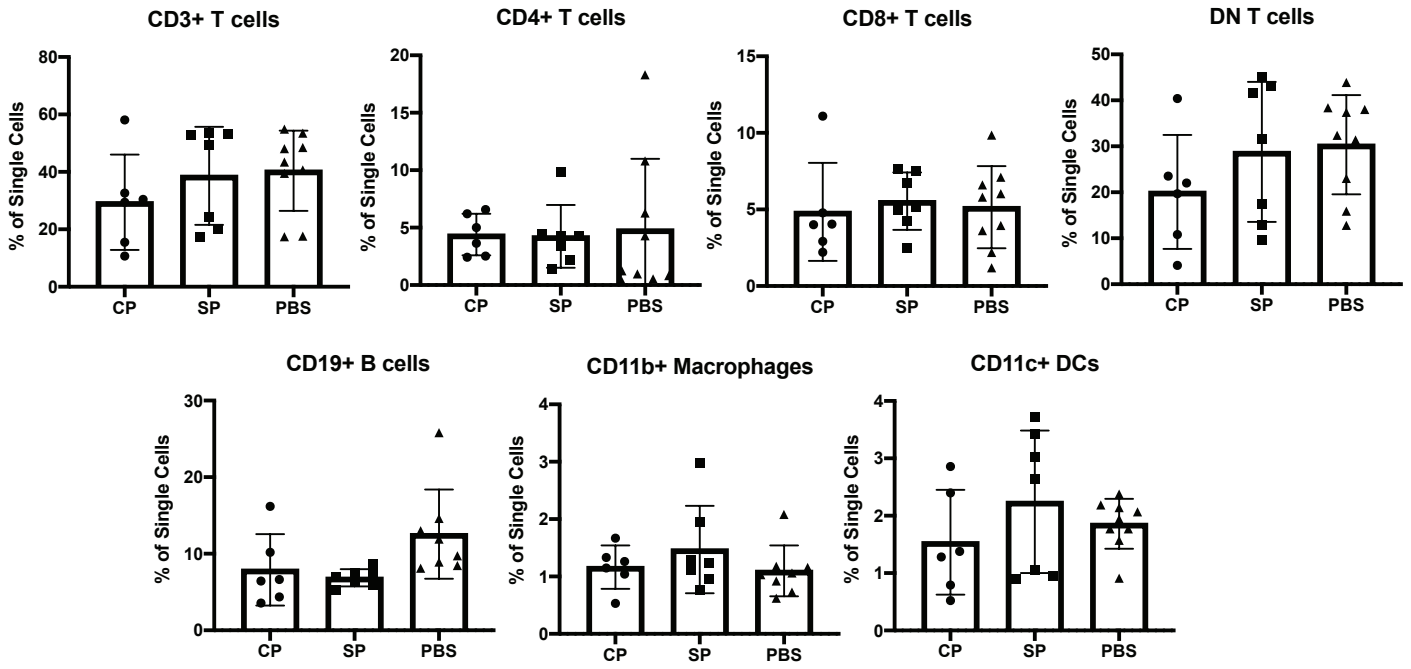 CD3+ T cells
% of Single Cells
80
60
40
20
0
CP SP PBS
CD4+ T cells
% of Single Cells
20
15
10
5
0
CP SP PBS
CD8+ T cells
% of Single Cells
15
10
5
0
CP SP PBS
DN T cells
% of Single Cells
50
40
30
20
10
0
CP SP PBS
CD19+ B cells
% of Single Cells
30
20
10
0
CP SP PBS
CD11b+ Macrophages
% of Single Cells
4
3
2
1
0
CP SP PBS
CD11c+ DCs
% of Single Cells
4
3
2
1
0
CP SP PBS